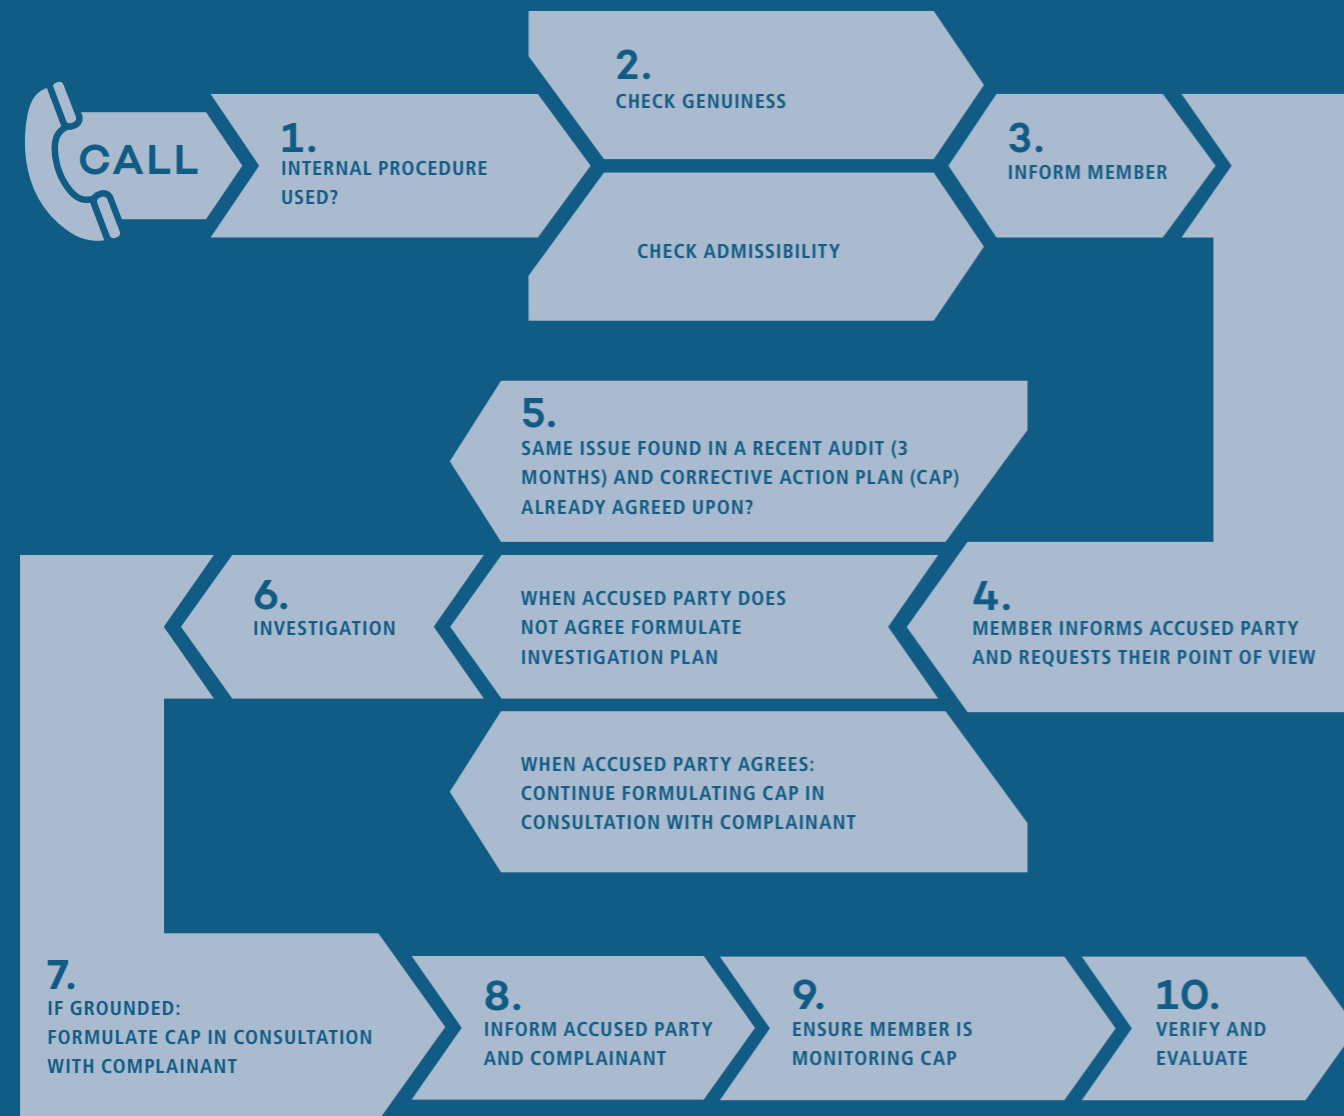 CALL
1.
INTERNAL PROCEDURE
USED?
2.
CHECK GENUINESS
CHECK ADMISSIBILITY
3.
INFORM MEMBER
4.
MEMBER INFORMS ACCUSED PARTY
AND REQUESTS THEIR POINT OF VIEW
5.
SAME ISSUE FOUND IN A RECENT AUDIT (3
MONTHS) AND CORRECTIVE ACTION PLAN (CAP)
ALREADY AGREED UPON?
WHEN ACCUSED PARTY DOES
NOT AGREE FORMULATE
INVESTIGATION PLAN
WHEN ACCUSED PARTY AGREES:
CONTINUE FORMULATING CAP IN
CONSULTATION WITH COMPLAINANT
6.
INVESTIGATION
7.
IF GROUNDED:
FORMULATE CAP IN CONSULTATION
WITH COMPLAINANT
8.
INFORM ACCUSED PARTY
AND COMPLAINANT
9.
ENSURE MEMBER IS
MONITORING CAP
10.
VERIFY AND
EVALUATE